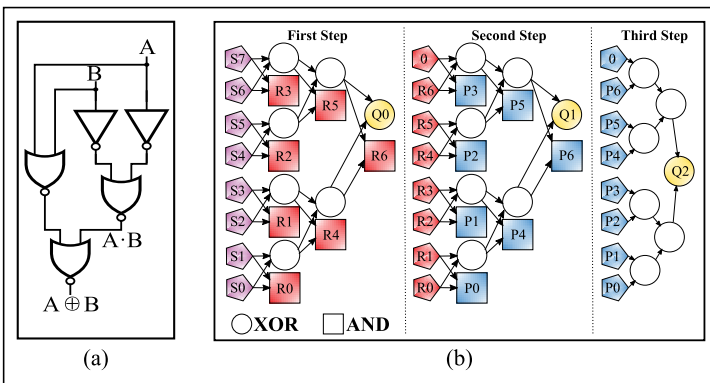 A
B
A·B
A ⊕ B
(a)
First Step
Second Step
Third Step
S7
S6
S5
S4
S3
S2
S1
S0
R3
R2
R1
R0
R5
R4
Q0
R6
0
R6
R5
R4
R3
R2
R1
R0
P3
P2
P1
P0
P5
P4
Q1
P6
0
P6
P5
P4
P3
P2
P1
P0
Q2
XOR
AND
(b)